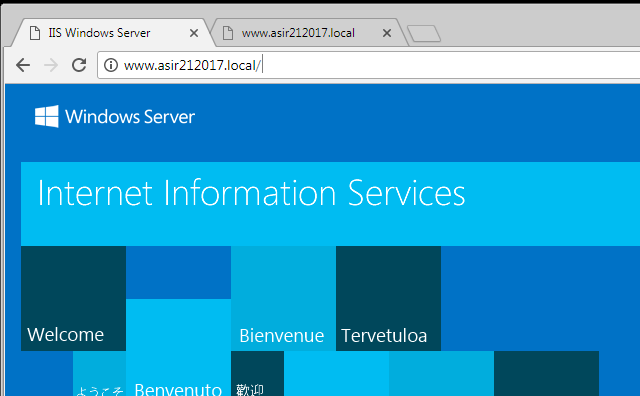 IIS Windows Server
www.asir212017.local
www.asir212017.local/
Windows Server
Internet Information Services
Welcome
Bienvenue
Tervetuloa
ようこそ
Benvenuto
歡迎